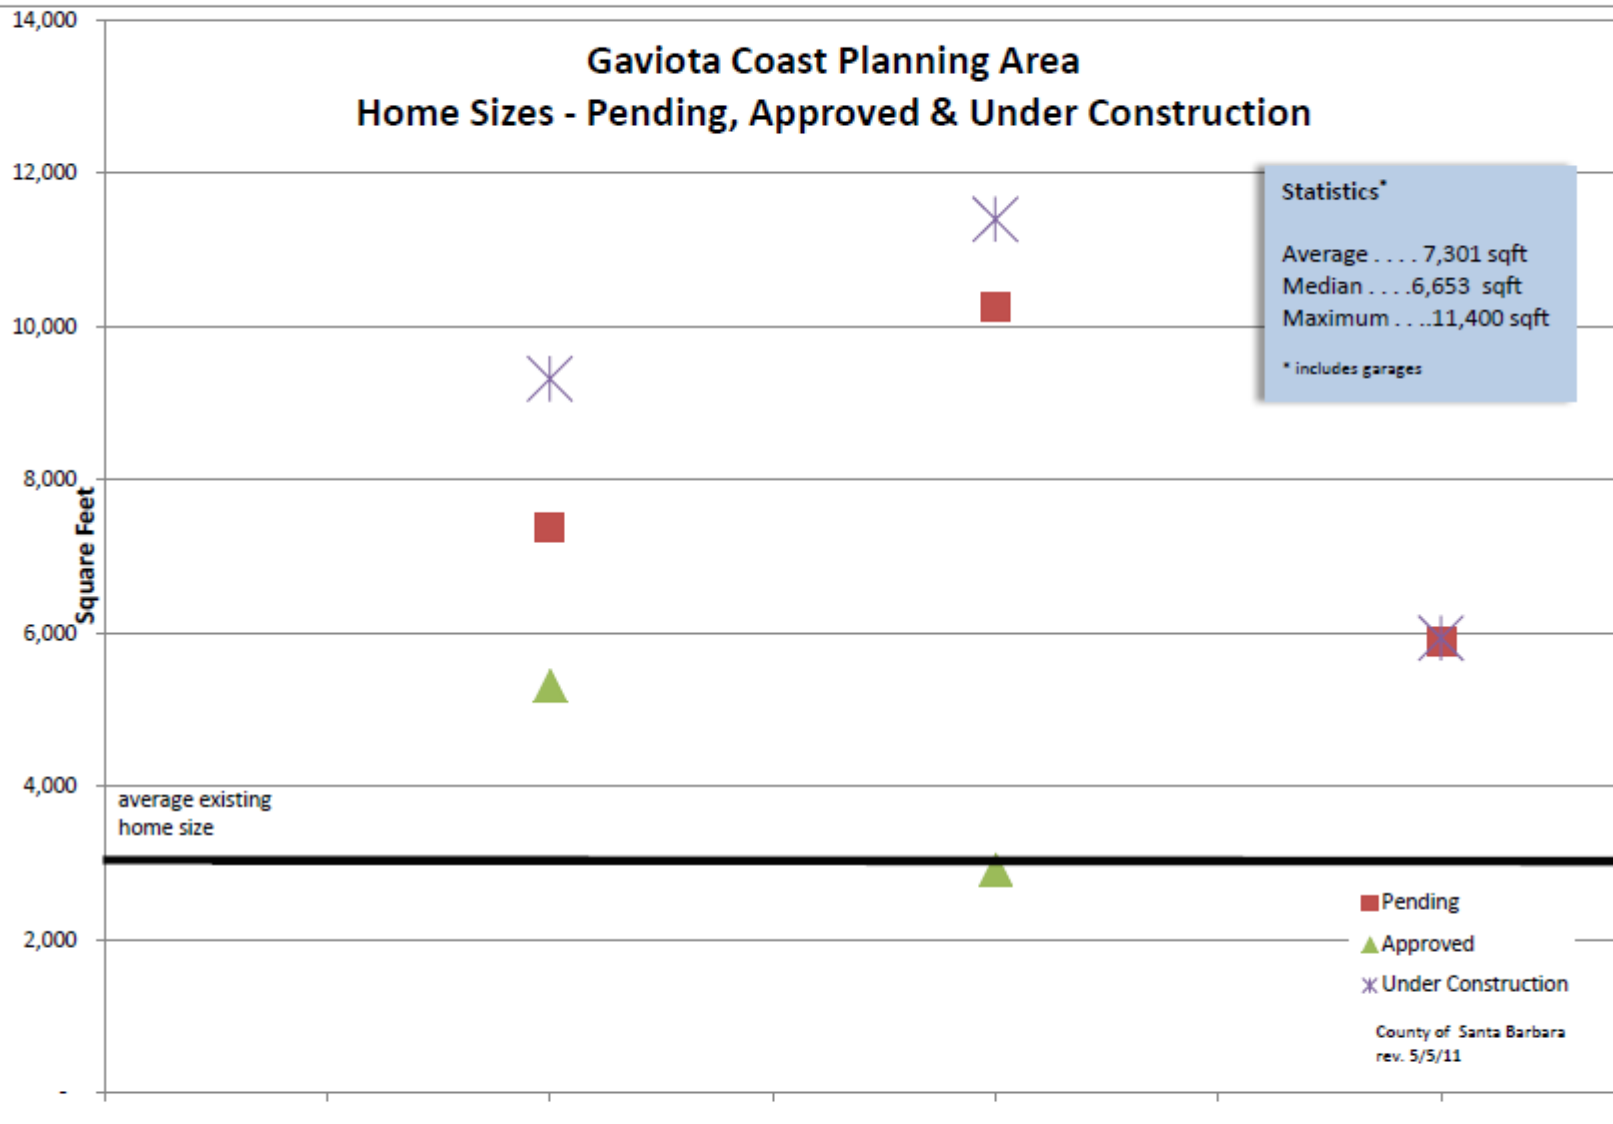 Gaviota Coast Planning Area
Home Sizes - Pending, Approved & Under Construction
14,000
12,000
10,000
8,000
6,000
4,000
2,000
-
Square Feet
Statistics*
Average . . . . 7,301 sqft
Median . . . .6,653 sqft
Maximum . . ..11,400 sqft
* includes garages
average existing
home size
Pending
Approved
Under Construction
County of Santa Barbara
rev. 5/5/11